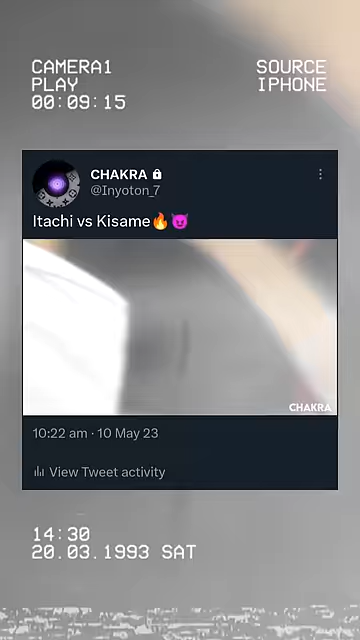 CAMERA1
PLAY
00:09:15
SOURCE
IPHONE
CHAKRA
@Inyoton_7
Itachi vs Kisame🔥😈
CHAKRA
10:22 am · 10 May 23
View Tweet activity
14:30
20.03.1993 SAT